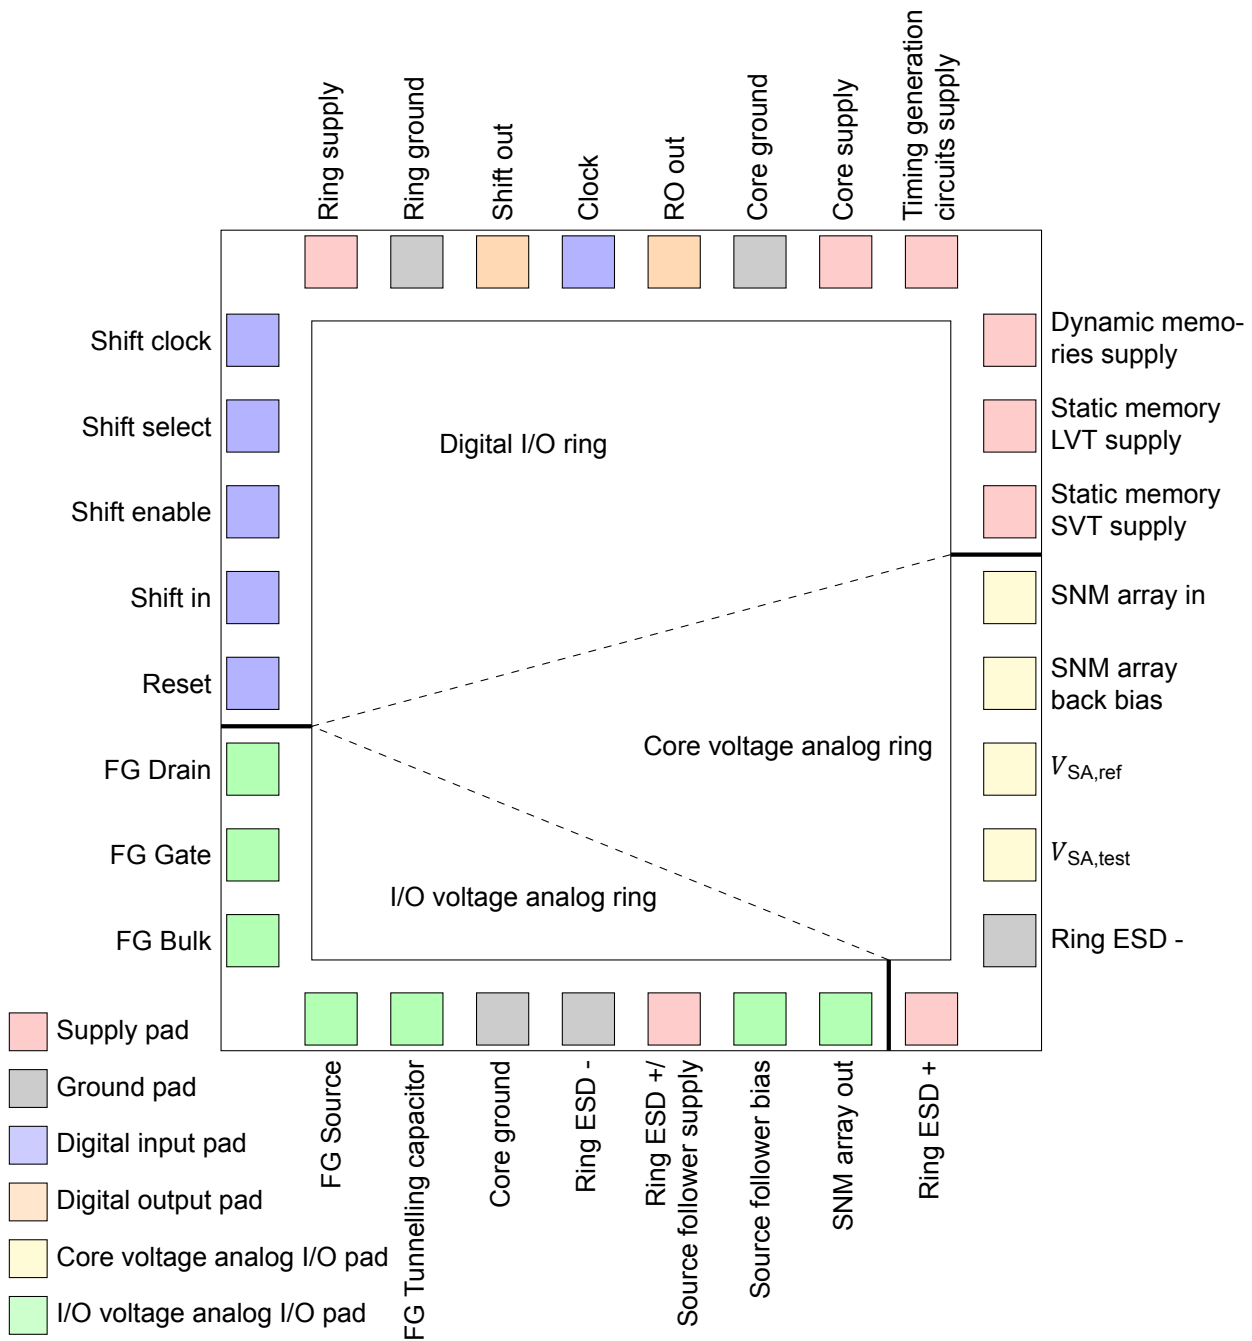 Ring supply
Ring ground
Shift out
Clock
RO out
Core ground
Core supply
Timing generation
circuits supply
Shift clock
Shift select
Shift enable
Shift in
Reset
FG Drain
FG Gate
FG Bulk
Digital I/O ring
Core voltage analog ring
I/O voltage analog ring
Dynamic memo-
ries supply
Static memory
LVT supply
Static memory
SVT supply
SNM array in
SNM array
back bias
V_SA,ref
V_SA,test
Ring ESD -
FG Source
FG Tunnelling capacitor
Core ground
Ring ESD -
Ring ESD +/
Source follower supply
Source follower bias
SNM array out
Ring ESD +
Supply pad
Ground pad
Digital input pad
Digital output pad
Core voltage analog I/O pad
I/O voltage analog I/O pad